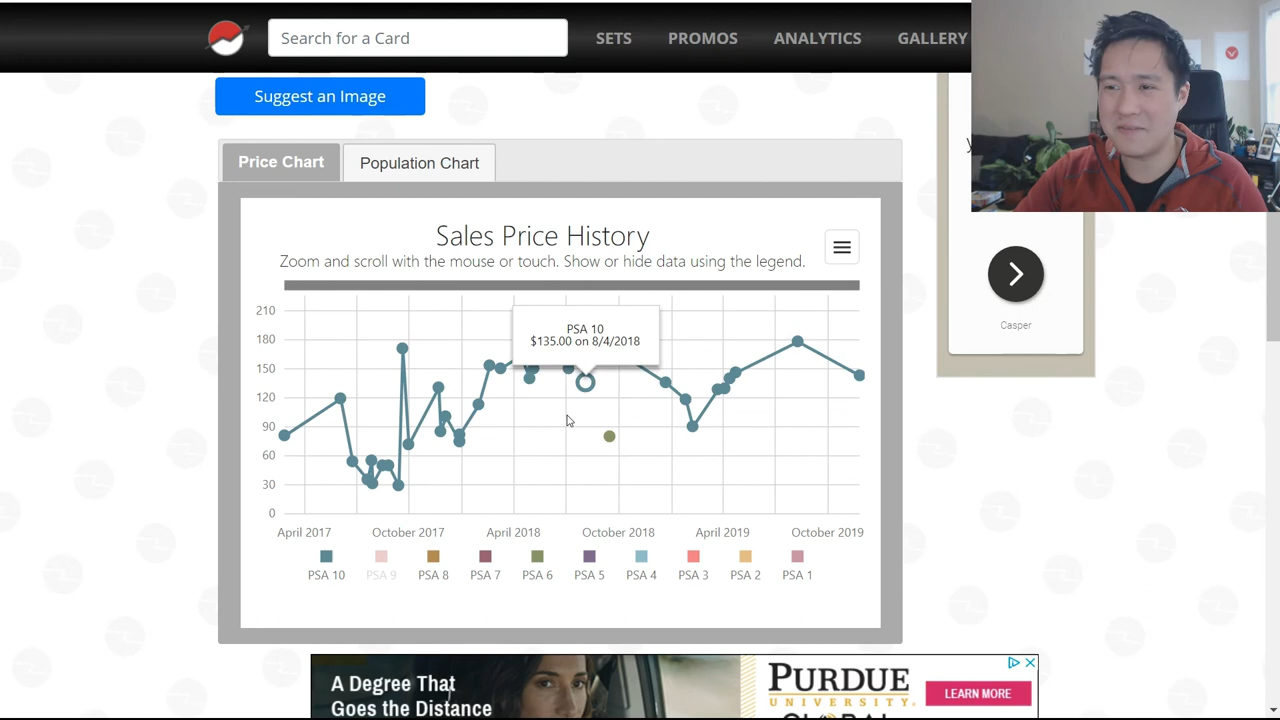 Search for a Card
SETS
PROMOS
ANALYTICS
GALLERY
Suggest an Image
Price Chart
Population Chart
Sales Price History
Zoom and scroll with the mouse or touch. Show or hide data using the legend.
210
180
150
120
90
60
30
0
PSA 10
$135.00 on 8/4/2018
April 2017
October 2017
April 2018
October 2018
April 2019
October 2019
PSA 10
PSA 9
PSA 8
PSA 7
PSA 6
PSA 5
PSA 4
PSA 3
PSA 2
PSA 1
Casper
A Degree That
Goes the Distance
PURDUE
UNIVERSITY
GLOBAL
LEARN MORE